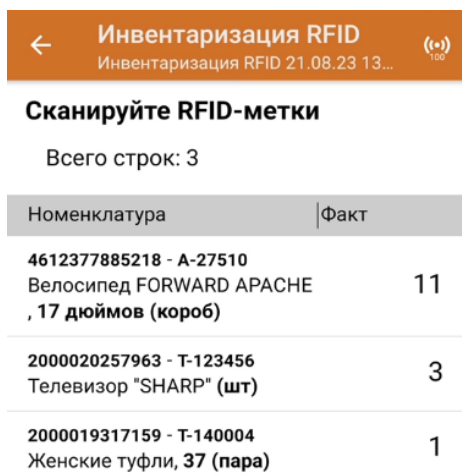 Инвентаризация RFID
Инвентаризация RFID 21.08.23 13...
100
Сканируйте RFID-метки
Всего строк: 3
Номенклатура Факт
4612377885218 - А-27510
Велосипед FORWARD APACHE 11
, 17 дюймов (короб)
2000020257963 - Т-123456
Телевизор "SHARP" (шт) 3
2000019317159 - Т-140004
Женские туфли, 37 (пара) 1